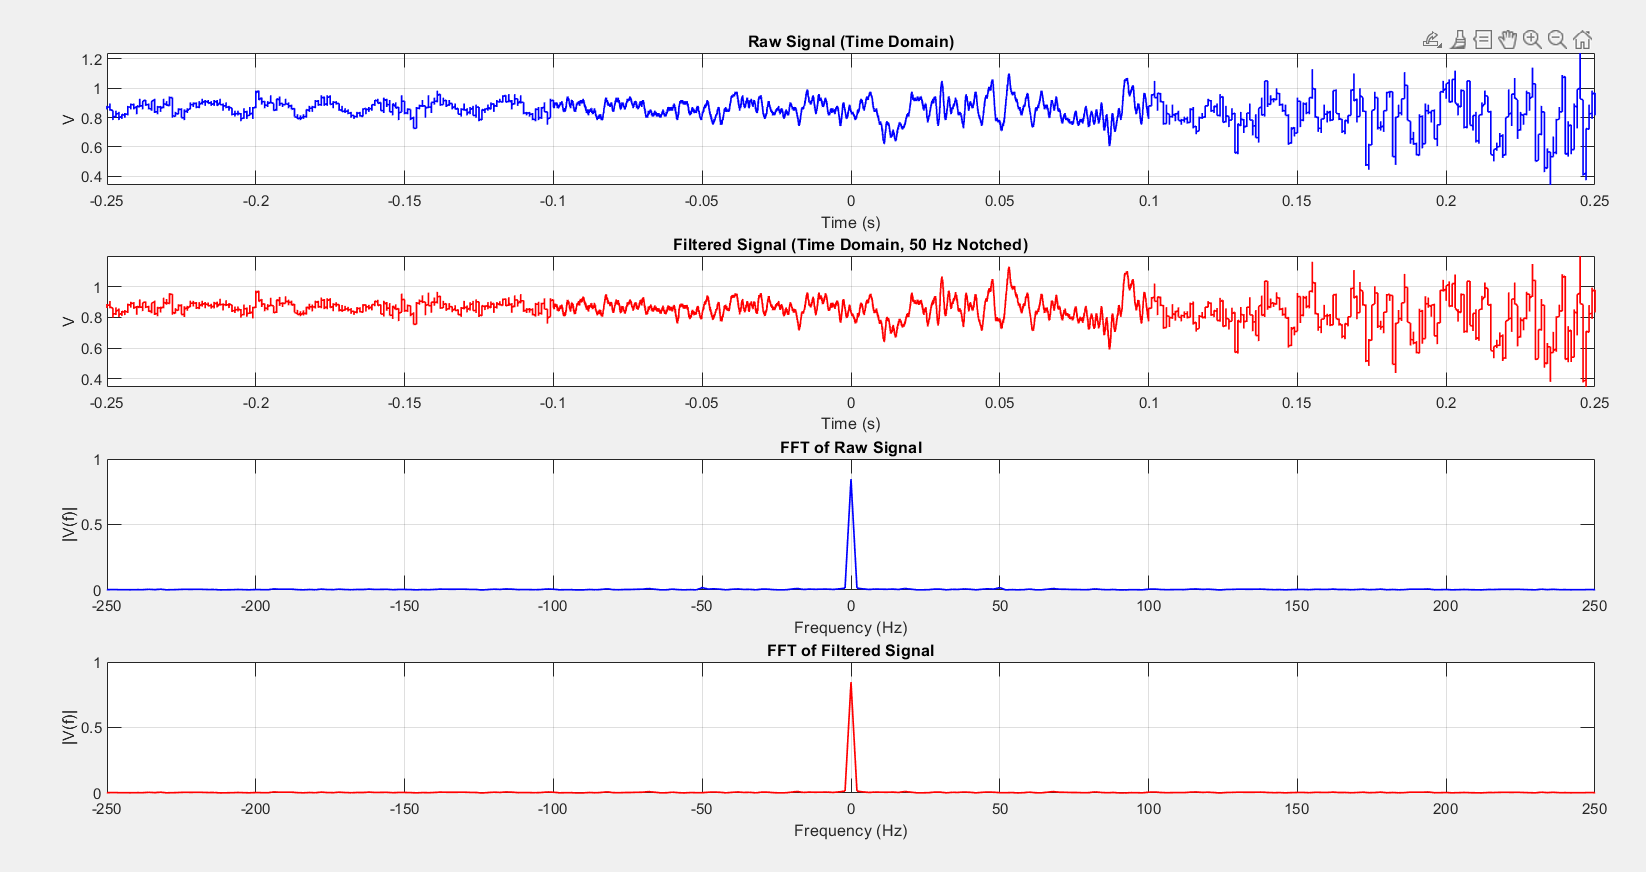 Raw Signal (Time Domain)
1.2
1
0.8
0.6
0.4
V
-0.25 -0.2 -0.15 -0.1 -0.05 0 0.05 0.1 0.15 0.2 0.25
Time (s)
Filtered Signal (Time Domain, 50 Hz Notched)
1
0.8
0.6
0.4
V
-0.25 -0.2 -0.15 -0.1 -0.05 0 0.05 0.1 0.15 0.2 0.25
Time (s)
FFT of Raw Signal
1
0.5
0
|V(f)|
-250 -200 -150 -100 -50 0 50 100 150 200 250
Frequency (Hz)
FFT of Filtered Signal
1
0.5
0
|V(f)|
-250 -200 -150 -100 -50 0 50 100 150 200 250
Frequency (Hz)